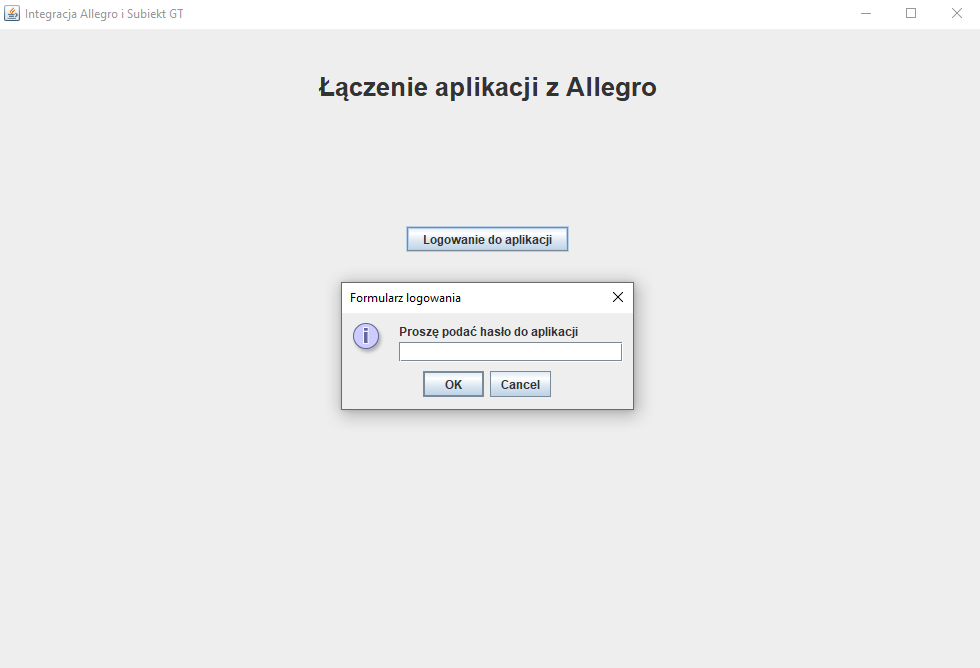 Integracja Allegro i Subiekt GT
Łączenie aplikacji z Allegro
Logowanie do aplikacji
Formularz logowania
Proszę podać hasło do aplikacji
OK Cancel